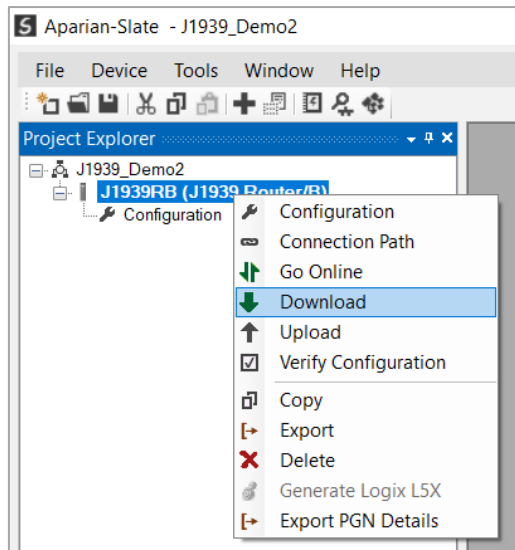 S Aparian-Slate - J1939_Demo2
File Device Tools Window Help
Project Explorer
J1939_Demo2
J1939RB (J1939 Router/B)
Configuration
Configuration
Connection Path
Go Online
Download
Upload
Verify Configuration
Copy
Export
Delete
Generate Logix L5X
Export PGN Details